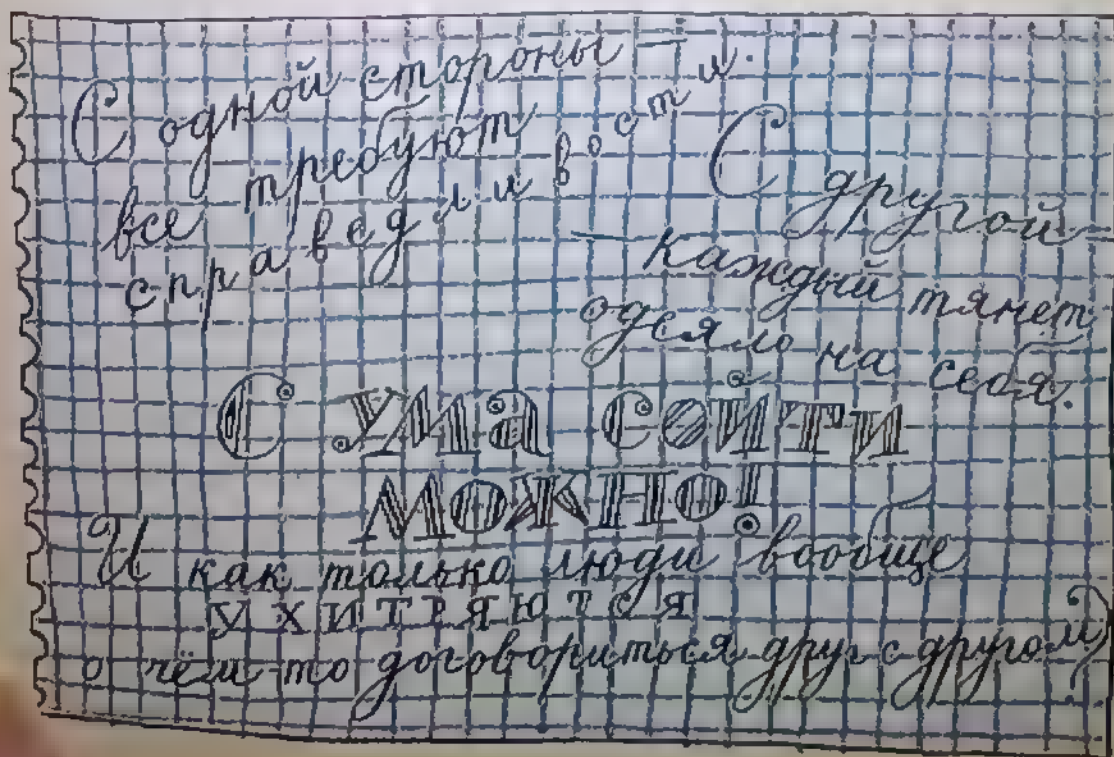 С одной стороны —
все требуют
справедливости.
С другой —
— каждый тянет
одеяло на себя.
С ума сойти
можно!
И как только люди вообще
ухитряются
о чём-то договориться друг с другом?